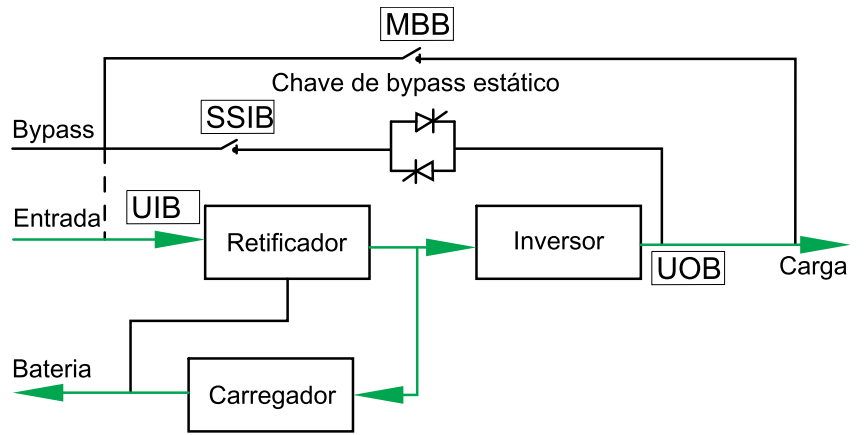 MBB
Chave de bypass estático
SSIB
Bypass
UIB
Entrada
Retificador
Inversor
UOB
Carga
Bateria
Carregador